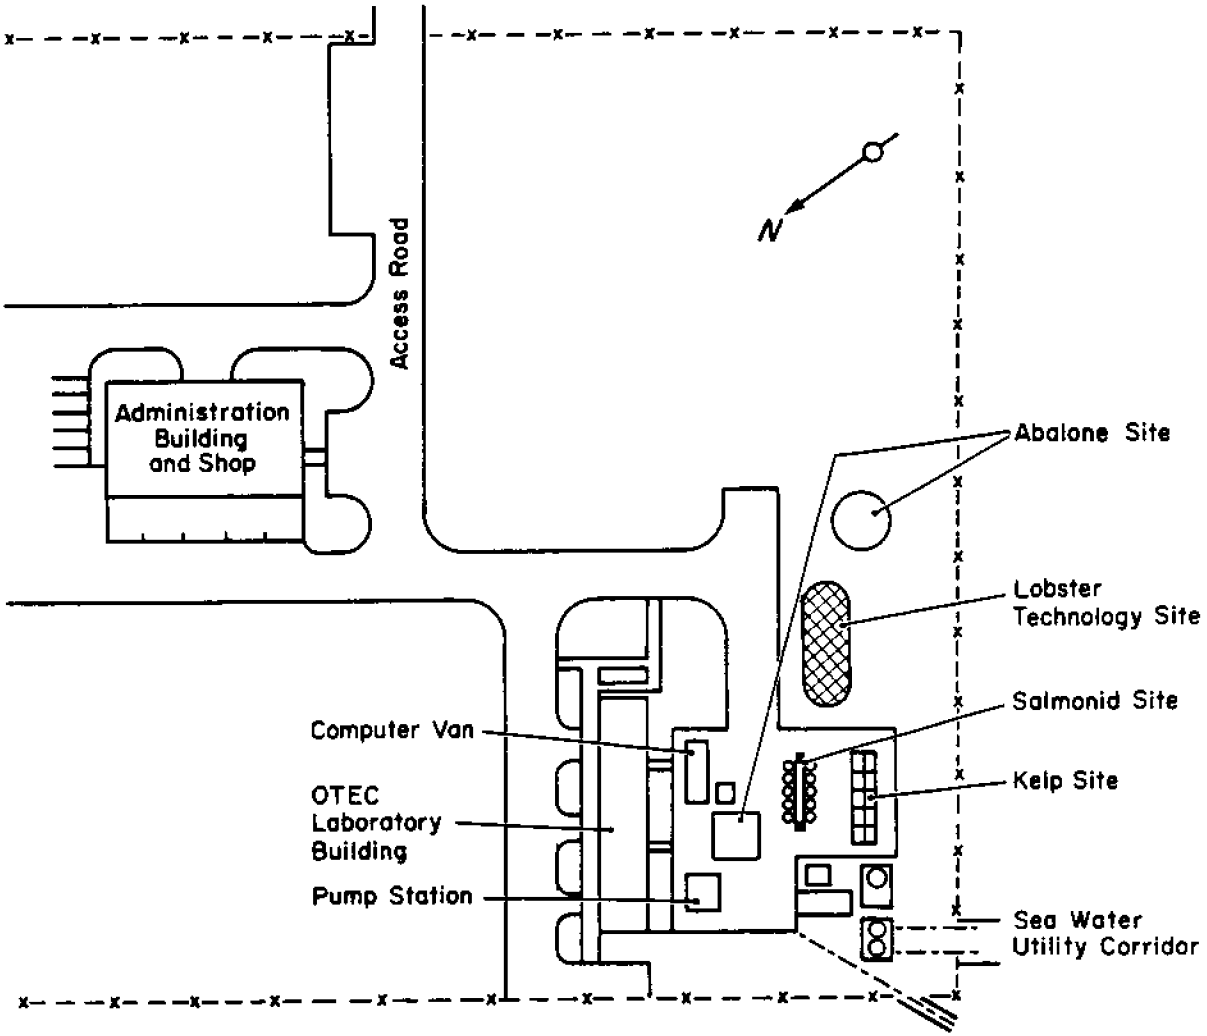 N
Access Road
Administration
Building
and Shop
Abalone Site
Lobster
Technology Site
Salmonid Site
Computer Van
Kelp Site
OTEC
Laboratory
Building
Pump Station
Sea Water
Utility Corridor